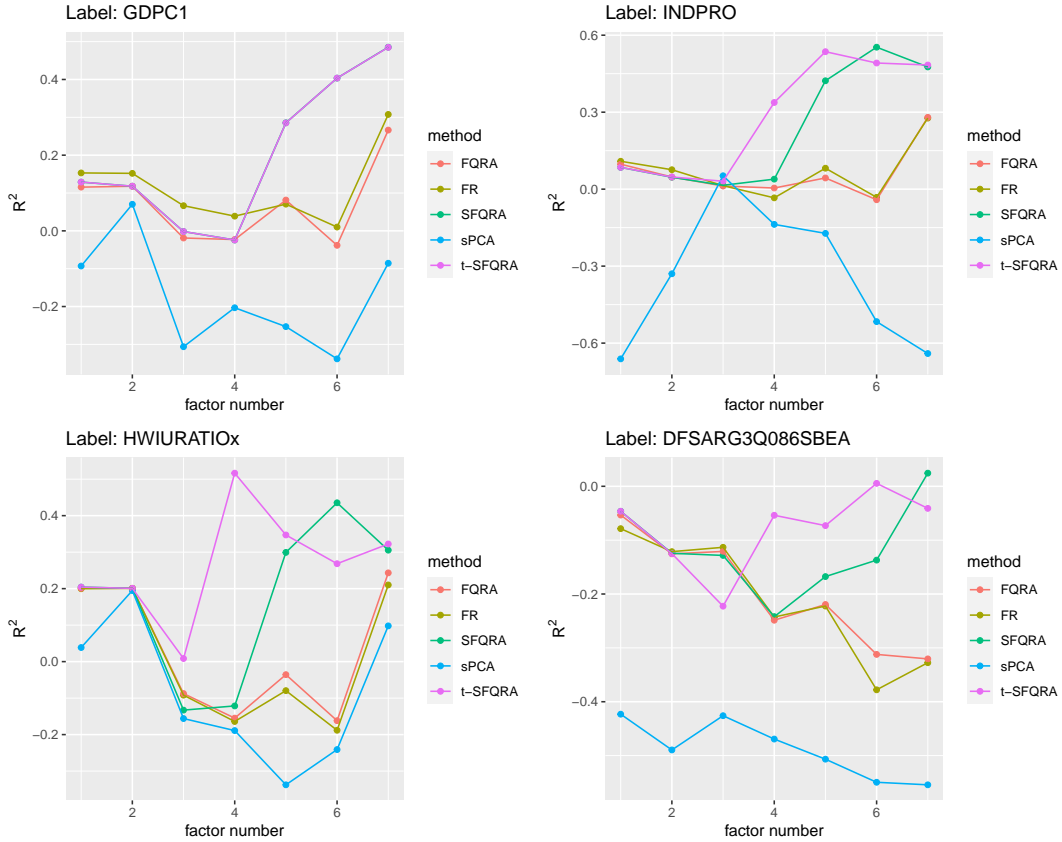 Label: GDPC1
0.4
0.2
0.0
−0.2
R²
2
4
6
factor number
method
FQRA
FR
SFQRA
sPCA
t−SFQRA
Label: INDPRO
0.6
0.3
0.0
−0.3
−0.6
R²
2
4
6
factor number
method
FQRA
FR
SFQRA
sPCA
t−SFQRA
Label: HWIURATIOx
0.4
0.2
0.0
−0.2
R²
2
4
6
factor number
method
FQRA
FR
SFQRA
sPCA
t−SFQRA
Label: DFSARG3Q086SBEA
0.0
−0.2
−0.4
R²
2
4
6
factor number
method
FQRA
FR
SFQRA
sPCA
t−SFQRA